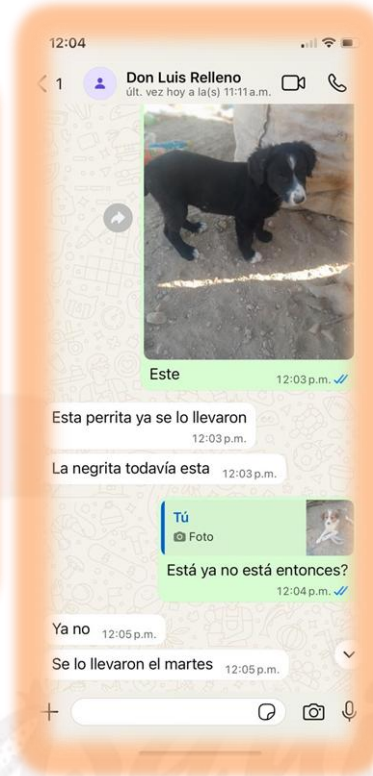 12:04
1
Don Luis Relleno
últ. vez hoy a la(s) 11:11a.m.
Este
12:03 p.m.
Esta perrita ya se lo llevaron
12:03 p.m.
La negrita todavía esta 12:03 p.m.
Tú
Foto
Está ya no está entonces?
12:04 p.m.
Ya no 12:05 p.m.
Se lo llevaron el martes 12:05 p.m.